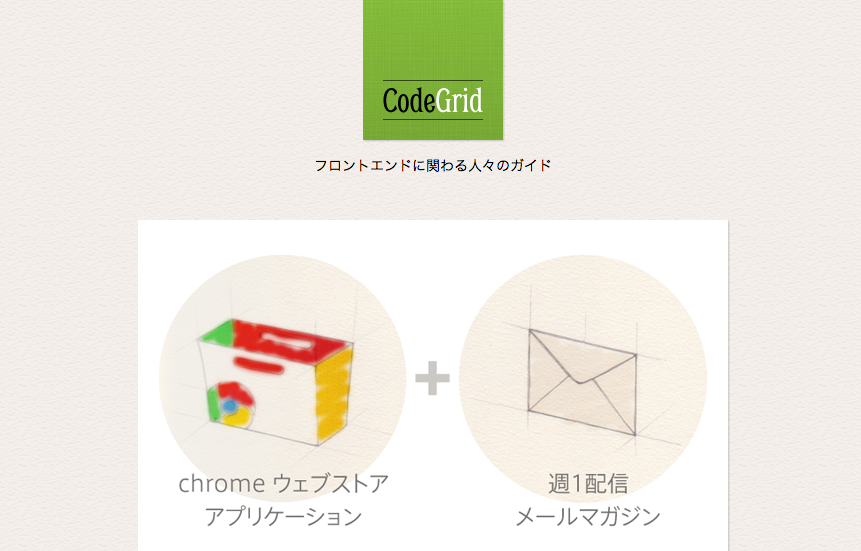 CodeGrid
フロントエンドに関わる人々のガイド
chrome ウェブストア
アプリケーション
週1配信
メールマガジン